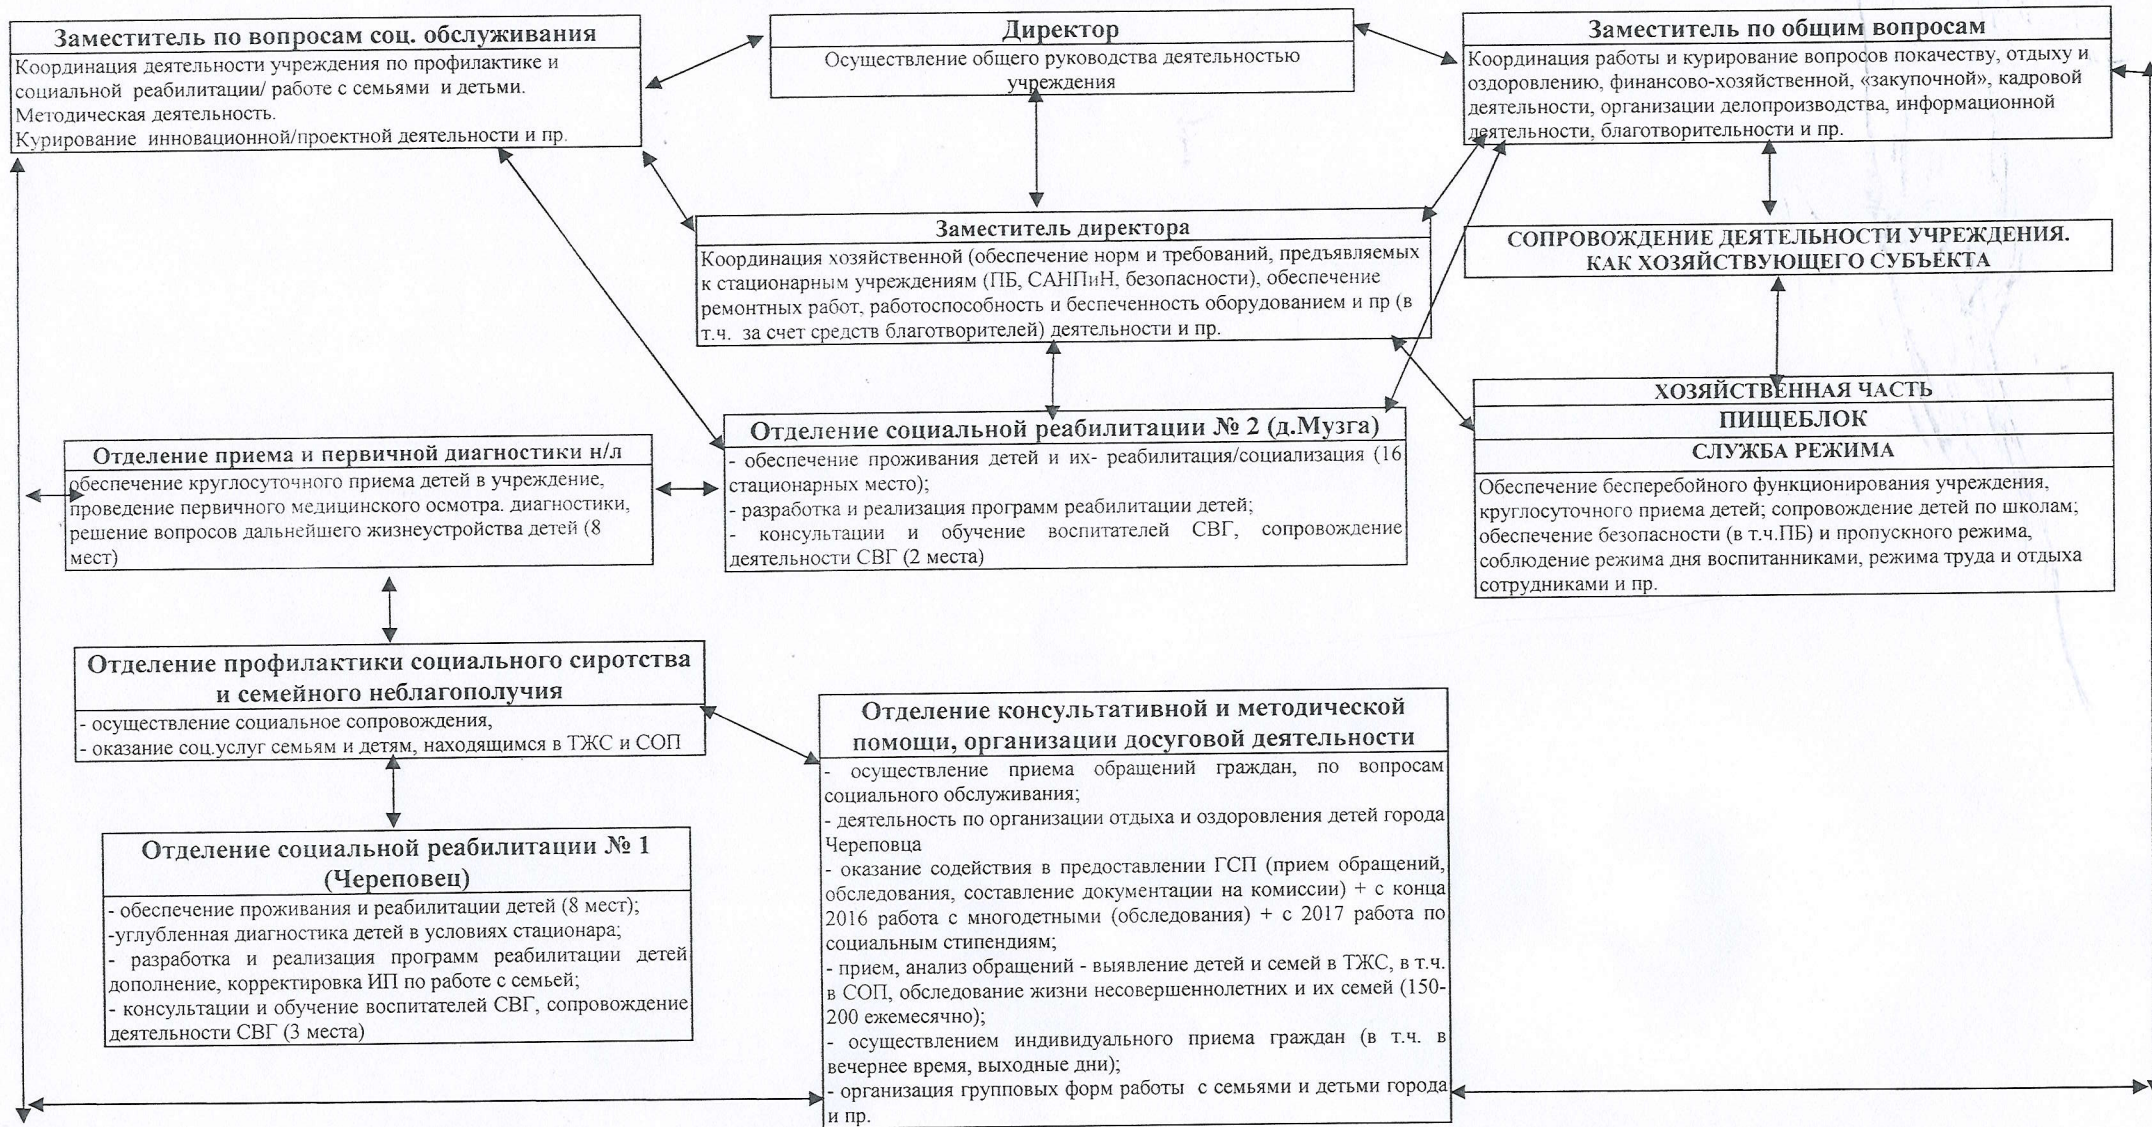 Заместитель по вопросам соц. обслуживания
Координация деятельности учреждения по профилактике и
социальной реабилитации/ работе с семьями и детьми.
Методическая деятельность.
Курирование инновационной/проектной деятельности и пр.
Директор
Осуществление общего руководства деятельностью
учреждения
Заместитель по общим вопросам
Координация работы и курирование вопросов покачеству, отдыху и
оздоровлению, финансово-хозяйственной, «закупочной», кадровой
деятельности, организации делопроизводства, информационной
деятельности, благотворительности и пр.
Заместитель директора
Координация хозяйственной (обеспечение норм и требований, предъявляемых
к стационарным учреждениям (ПБ, САНПиН, безопасности), обеспечение
ремонтных работ, работоспособность и беспеченность оборудованием и пр (в
т.ч. за счет средств благотворителей) деятельности и пр.
СОПРОВОЖДЕНИЕ ДЕЯТЕЛЬНОСТИ УЧРЕЖДЕНИЯ.
КАК ХОЗЯЙСТВУЮЩЕГО СУБЪЕКТА
ХОЗЯЙСТВЕННАЯ ЧАСТЬ
ПИЩЕБЛОК
СЛУЖБА РЕЖИМА
Обеспечение бесперебойного функционирования учреждения,
круглосуточного приема детей; сопровождение детей по школам;
обеспечение безопасности (в т.ч.ПБ) и пропускного режима,
соблюдение режима дня воспитанниками, режима труда и отдыха
сотрудниками и пр.
Отделение социальной реабилитации № 2 (д.Музга)
- обеспечение проживания детей и их- реабилитация/социализация (16
стационарных место);
- разработка и реализация программ реабилитации детей;
- консультации и обучение воспитателей СВГ, сопровождение
деятельности СВГ (2 места)
Отделение приема и первичной диагностики н/л
обеспечение круглосуточного приема детей в учреждение,
проведение первичного медицинского осмотра. диагностики,
решение вопросов дальнейшего жизнеустройства детей (8
мест)
Отделение профилактики социального сиротства
и семейного неблагополучия
- осуществление социальное сопровождения,
- оказание соц.услуг семьям и детям, находящимся в ТЖС и СОП
Отделение социальной реабилитации № 1
(Череповец)
- обеспечение проживания и реабилитации детей (8 мест);
-углубленная диагностика детей в условиях стационара;
- разработка и реализация программ реабилитации детей
дополнение, корректировка ИП по работе с семьей;
- консультации и обучение воспитателей СВГ, сопровождение
деятельности СВГ (3 места)
Отделение консультативной и методической
помощи, организации досуговой деятельности
- осуществление приема обращений граждан, по вопросам
социального обслуживания;
- деятельность по организации отдыха и оздоровления детей города
Череповца
- оказание содействия в предоставлении ГСП (прием обращений,
обследования, составление документации на комиссии) + с конца
2016 работа с многодетными (обследования) + с 2017 работа по
социальным стипендиям;
- прием, анализ обращений - выявление детей и семей в ТЖС, в т.ч.
в СОП, обследование жизни несовершеннолетних и их семей (150-
200 ежемесячно);
- осуществлением индивидуального приема граждан (в т.ч. в
вечернее время, выходные дни);
- организация групповых форм работы с семьями и детьми города
и пр.